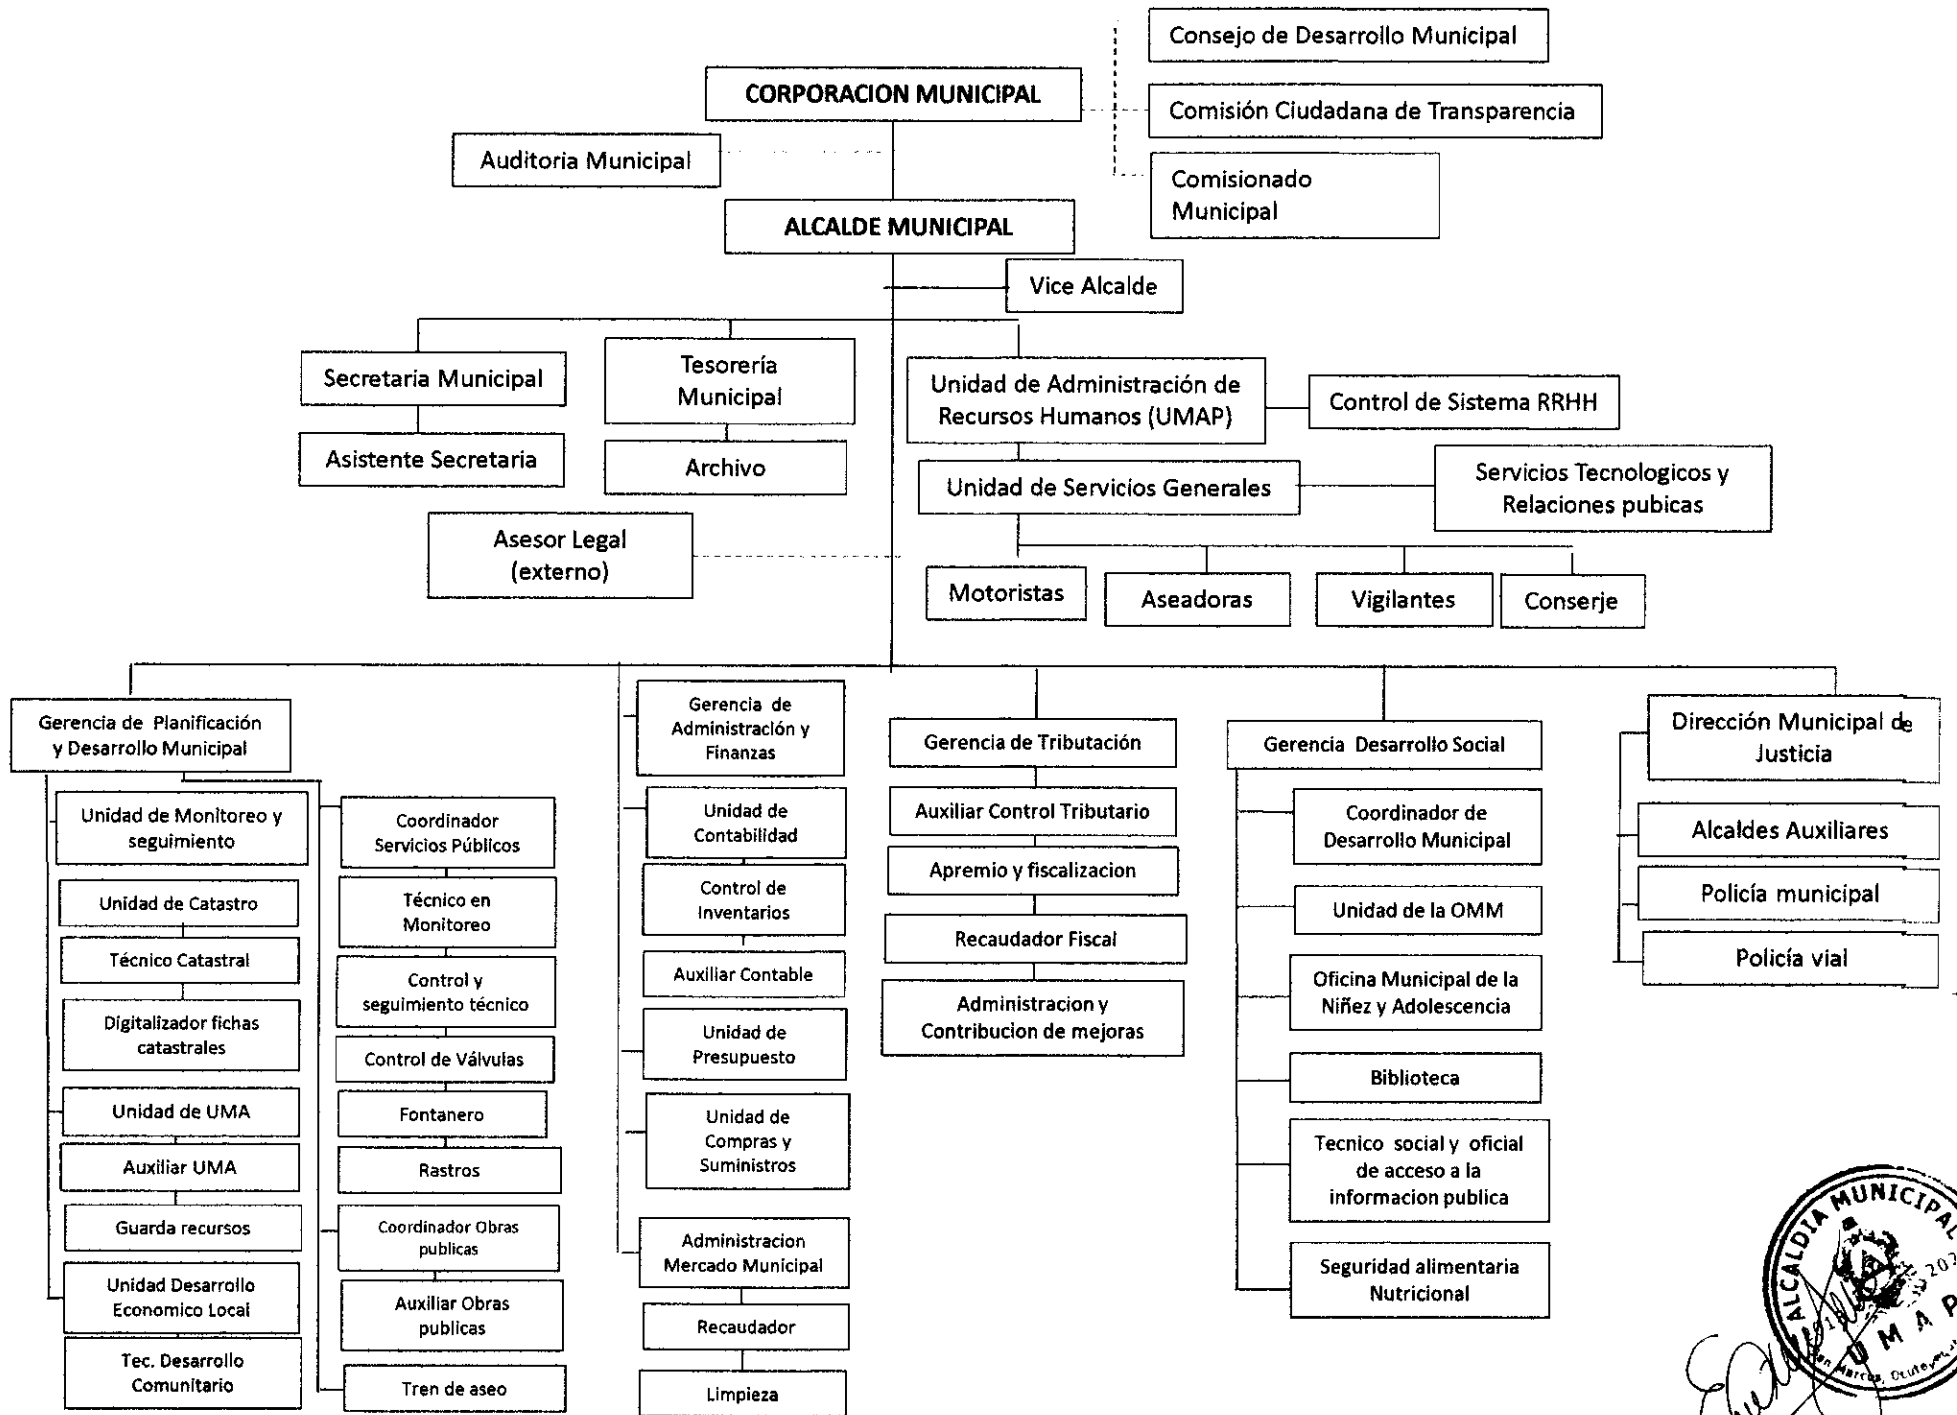 Consejo de Desarrollo Municipal
CORPORACION MUNICIPAL
Comisión Ciudadana de Transparencia
Auditoria Municipal
Comisionado
Municipal
ALCALDE MUNICIPAL
Vice Alcalde
Secretaria Municipal
Tesorería
Municipal
Unidad de Administración de
Recursos Humanos (UMAP)
Control de Sistema RRHH
Asistente Secretaria
Archivo
Unidad de Servicios Generales
Servicios Tecnologicos y
Relaciones pubicas
Asesor Legal
(externo)
Motoristas
Aseadoras
Vigilantes
Conserje
Gerencia de Planificación
y Desarrollo Municipal
Unidad de Monitoreo y
seguimiento
Unidad de Catastro
Técnico Catastral
Digitalizador fichas
catastrales
Unidad de UMA
Auxiliar UMA
Guarda recursos
Unidad Desarrollo
Economico Local
Tec. Desarrollo
Comunitario
Coordinador
Servicios Públicos
Técnico en
Monitoreo
Control y
seguimiento técnico
Control de Válvulas
Fontanero
Rastros
Coordinador Obras
publicas
Auxiliar Obras
publicas
Tren de aseo
Gerencia de
Administración y
Finanzas
Unidad de
Contabilidad
Control de
Inventarios
Auxiliar Contable
Unidad de
Presupuesto
Unidad de
Compras y
Suministros
Administracion
Mercado Municipal
Recaudador
Limpieza
Gerencia de Tributación
Auxiliar Control Tributario
Apremio y fiscalizacion
Recaudador Fiscal
Administracion y
Contribucion de mejoras
Gerencia Desarrollo Social
Coordinador de
Desarrollo Municipal
Unidad de la OMM
Oficina Municipal de la
Niñez y Adolescencia
Biblioteca
Tecnico social y oficial
de acceso a la
informacion publica
Seguridad alimentaria
Nutricional
Dirección Municipal de
Justicia
Alcaldes Auxiliares
Policía municipal
Policía vial
ALCALDIA MUNICIPAL
UMAP